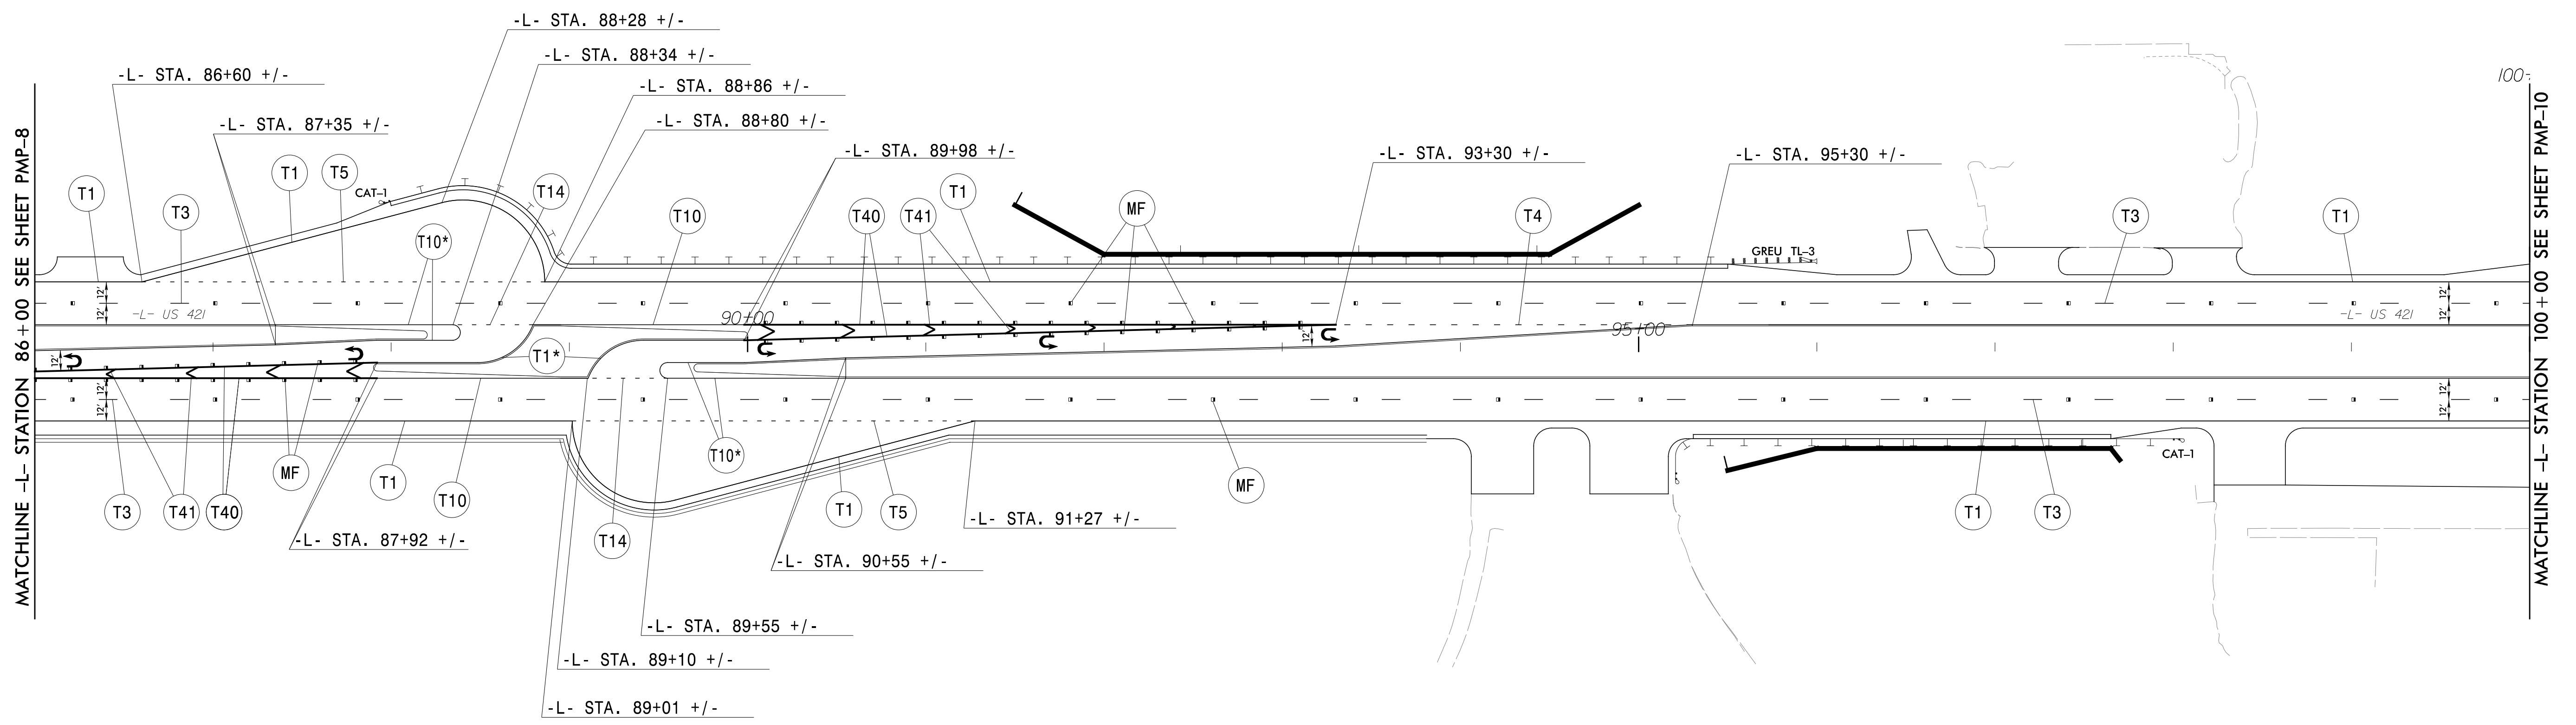 -L- STA. 88+28 +/-
-L- STA. 88+34 +/-
-L- STA. 86+60 +/-
-L- STA. 88+86 +/-
-L- STA. 87+35 +/-
-L- STA. 88+80 +/-
-L- STA. 89+98 +/-
-L- STA. 93+30 +/-
-L- STA. 95+30 +/-
100
MATCHLINE -L- STATION 86+00 SEE SHEET PMP-8
MATCHLINE -L- STATION 100+00 SEE SHEET PMP-10
T1
T3
T1
T5
CAT-1
T10*
T14
T10
T40
T41
T1
MF
T4
GREU TL-3
T3
T1
12'
12'
-L- US 421
90+00
95+00
-L- US 421
12'
12'
12'
12'
T1*
12'
12'
12'
12'
T3
T41
T40
MF
T1
T10
T14
T10*
T1
T5
MF
T1
T3
CAT-1
-L- STA. 87+92 +/-
-L- STA. 91+27 +/-
-L- STA. 90+55 +/-
-L- STA. 89+55 +/-
-L- STA. 89+10 +/-
-L- STA. 89+01 +/-